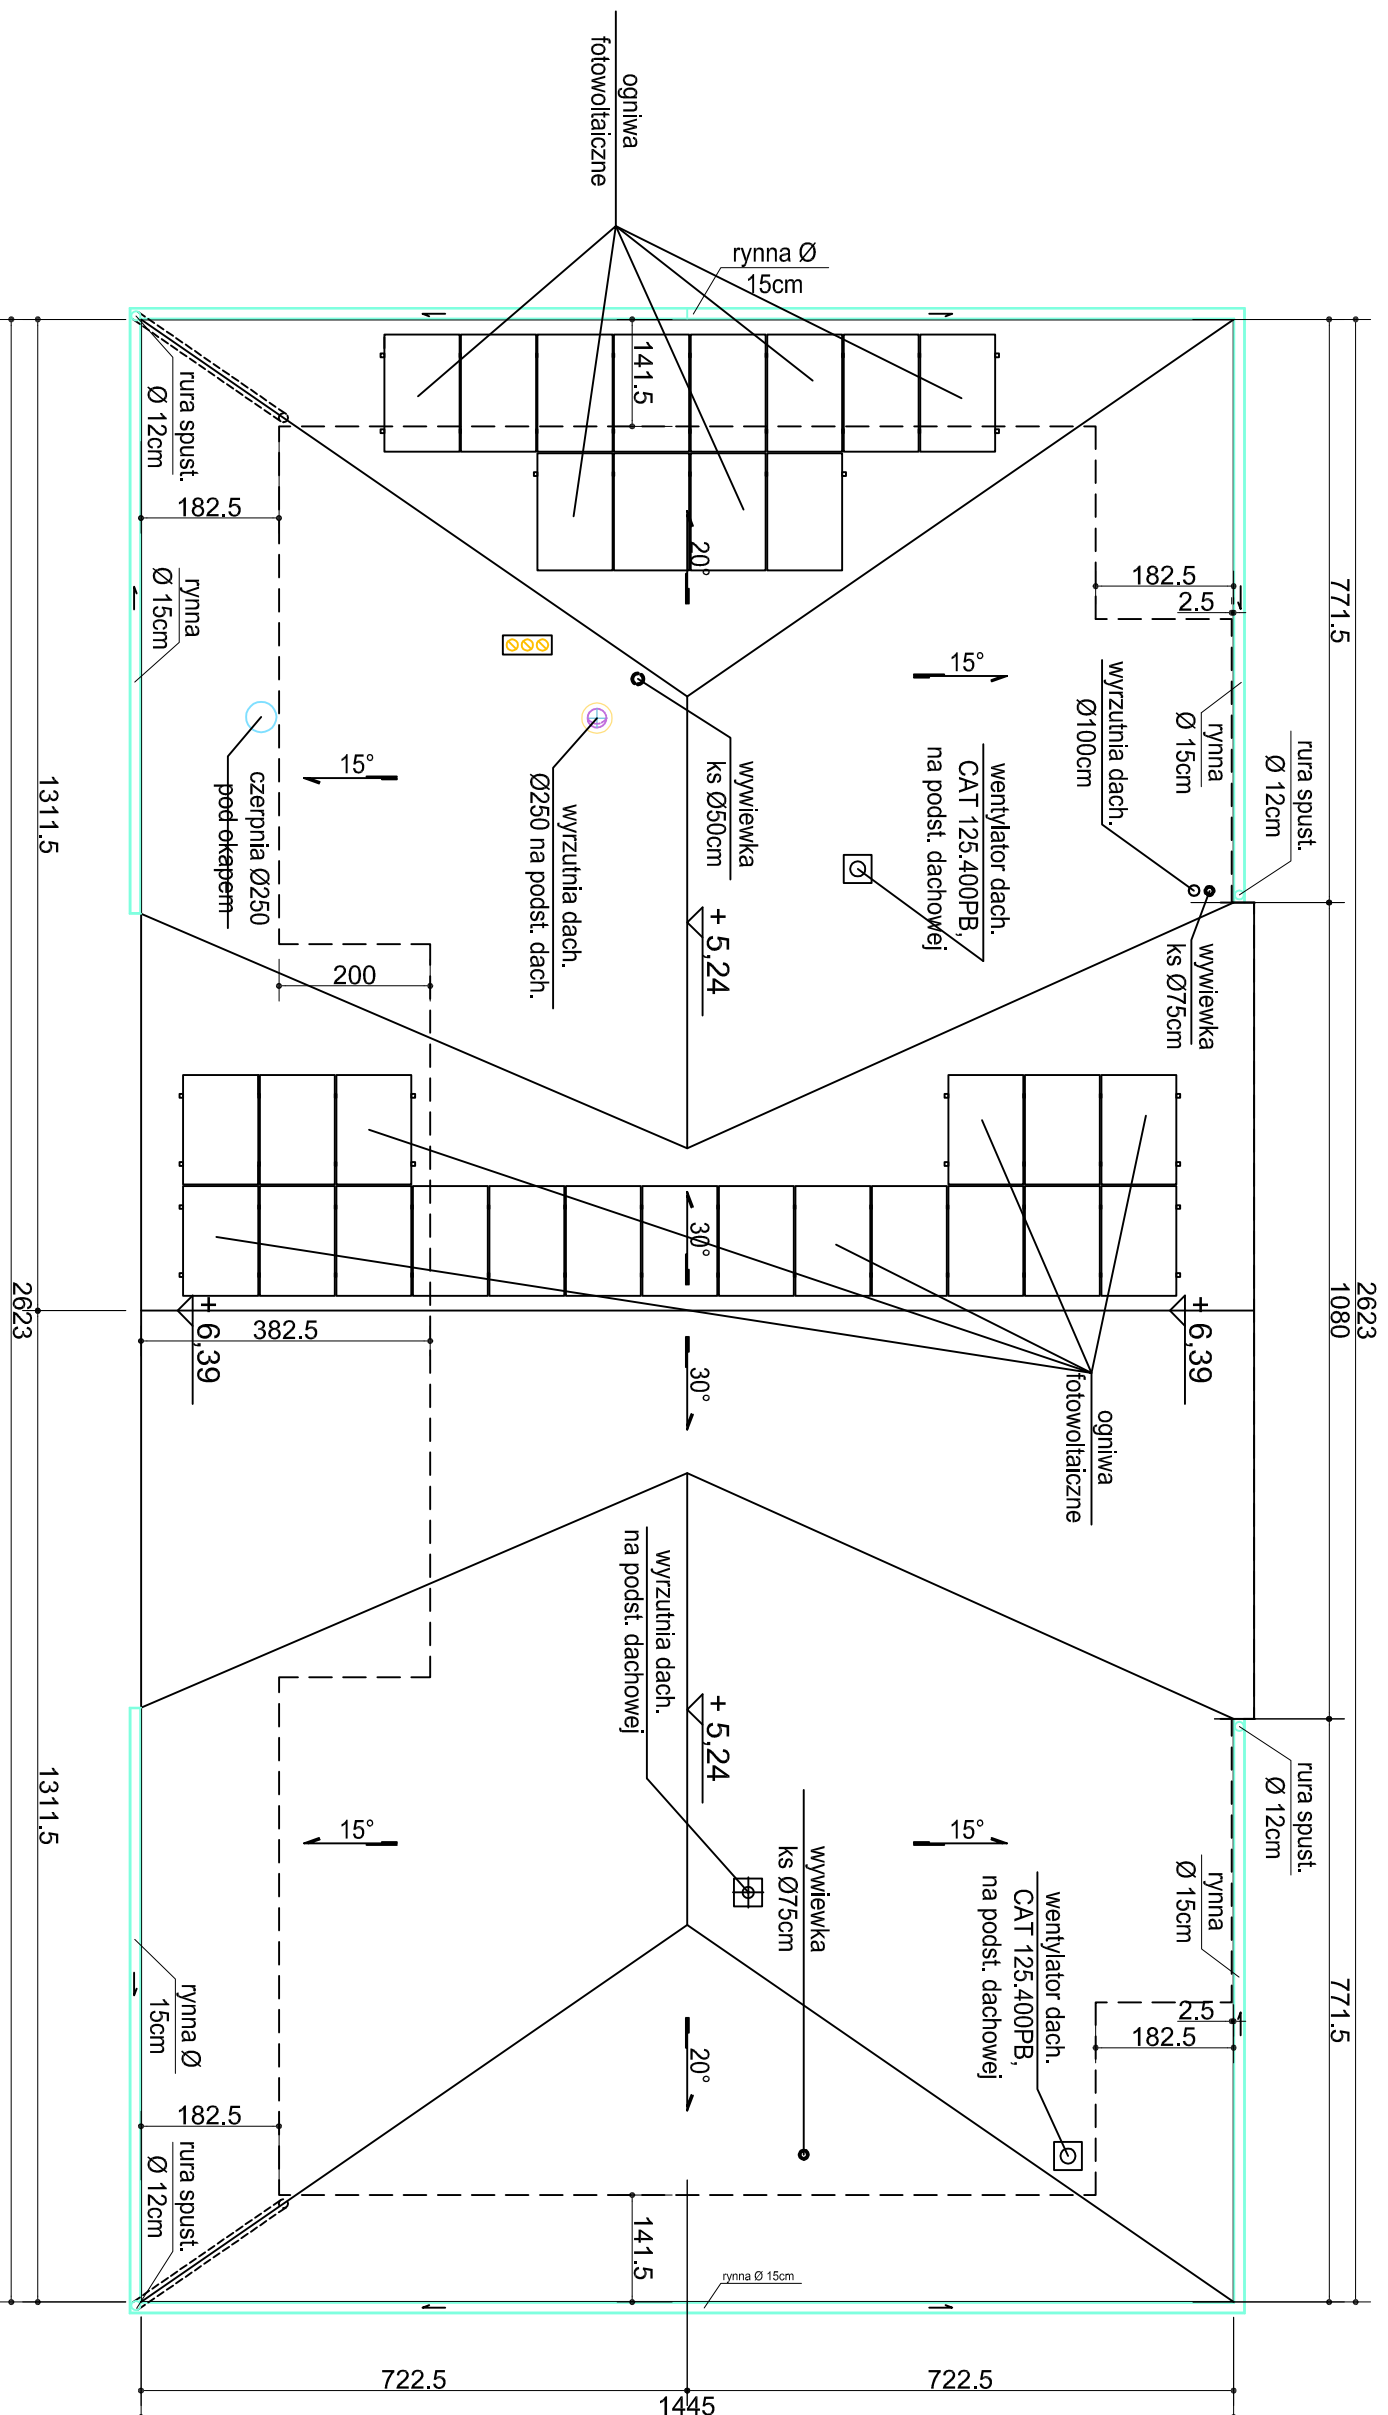 ogniwa
fotowoltaiczne
rynna Ø
15cm
141.5
rura spust.
Ø 12cm
182.5
rynna
Ø 15cm
20°
182.5
2.5
771.5
15°
wyrzutnia dach.
Ø100cm
rynna
Ø 15cm
rura spust.
Ø 12cm
15°
wywiewka
ks Ø50cm
wentylator dach.
CAT 125.400PB,
na podst. dachowej
czerpnia Ø250
pod okapem
wyrzutnia dach.
Ø250 na podst. dach.
1311.5
+ 5,24
wywiewka
ks Ø75cm
200
30°
+ 6,39
382.5
+ 6,39
2623
2623
1080
30°
ogniwa
fotowoltaiczne
wyrzutnia dach.
na podst. dachowej
+ 5,24
rura spust.
Ø 12cm
1311.5
15°
15°
wywiewka
ks Ø75cm
rynna
Ø 15cm
wentylator dach.
CAT 125.400PB,
na podst. dachowej
771.5
rynna Ø
15cm
2.5
182.5
20°
182.5
rura spust.
Ø 12cm
141.5
rynna Ø 15cm
722.5
722.5
1445